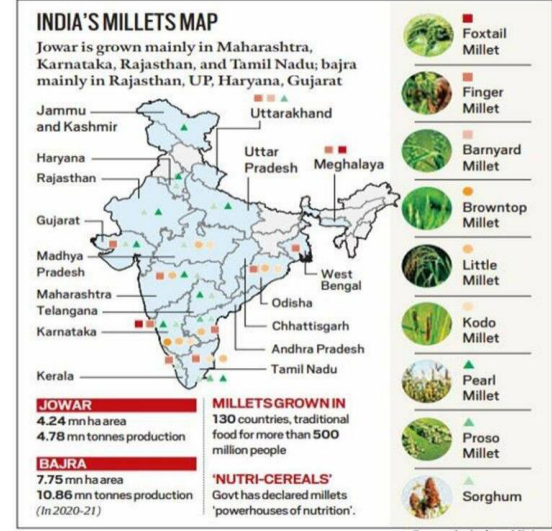 INDIA'S MILLETS MAP
Jowar is grown mainly in Maharashtra,
Karnataka, Rajasthan, and Tamil Nadu; bajra
mainly in Rajasthan, UP, Haryana, Gujarat
Jammu
and Kashmir
Uttarakhand
Haryana
Uttar
Pradesh
Meghalaya
Rajasthan
Gujarat
Madhya
Pradesh
West
Bengal
Maharashtra
Odisha
Telangana
Chhattisgarh
Karnataka
Andhra Pradesh
Tamil Nadu
Kerala
JOWAR
4.24 mn ha area
4.78 mn tonnes production
BAJRA
7.75 mn ha area
10.86 mn tonnes production
(In 2020-21)
MILLETS GROWN IN
130 countries, traditional
food for more than 500
million people
'NUTRI-CEREALS'
Govt has declared millets
'powerhouses of nutrition'.
Foxtail
Millet
Finger
Millet
Barnyard
Millet
Browntop
Millet
Little
Millet
Kodo
Millet
Pearl
Millet
Proso
Millet
Sorghum